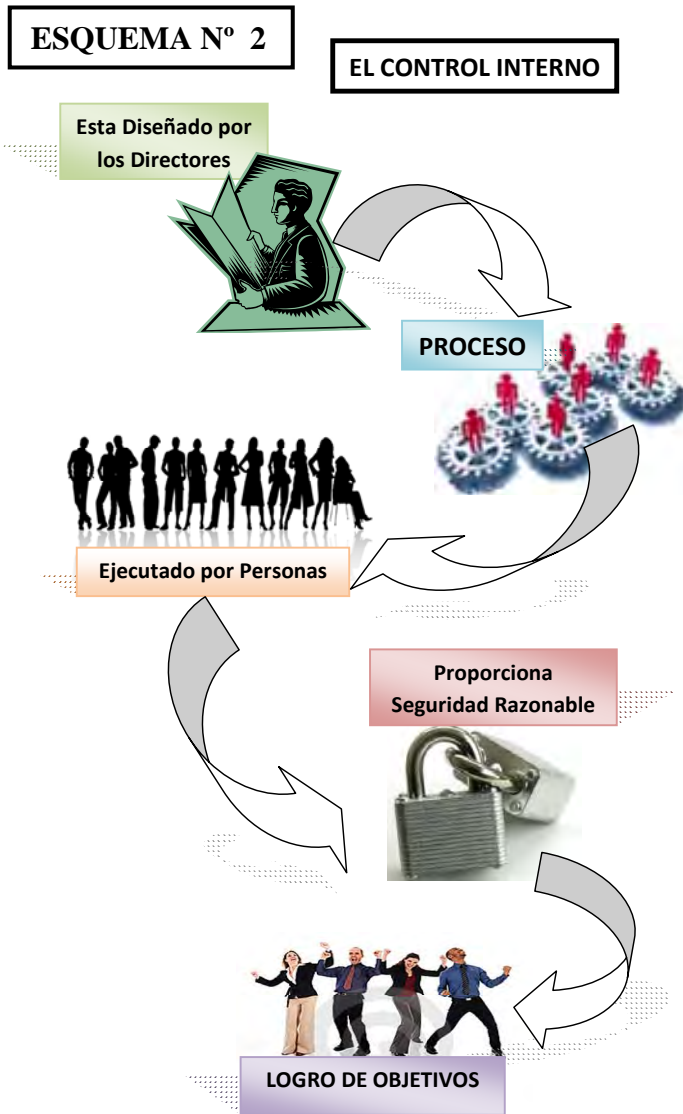 ESQUEMA Nº 2
EL CONTROL INTERNO
Esta Diseñado por
los Directores
PROCESO
Ejecutado por Personas
Proporciona
Seguridad Razonable
LOGRO DE OBJETIVOS